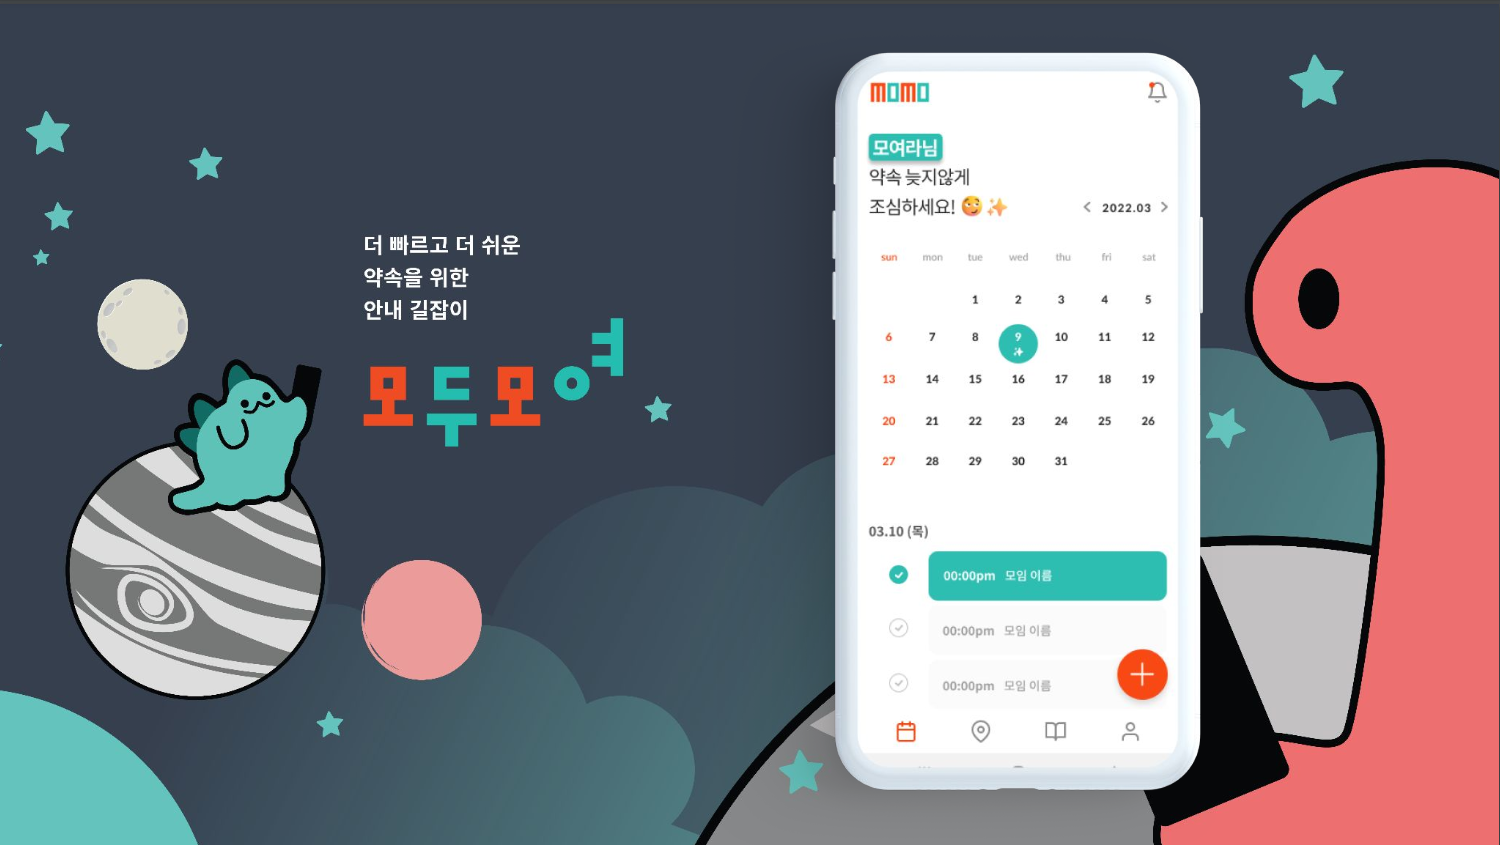 더 빠르고 더 쉬운
약속을 위한
안내 길잡이
모두모여
momo
모여라님
약속 늦지않게
조심하세요! 🥳✨
< 2022.03 >
sun mon tue wed thu fri sat
1 2 3 4 5
6 7 8 9 10 11 12
13 14 15 16 17 18 19
20 21 22 23 24 25 26
27 28 29 30 31
03.10 (목)
00:00pm 모임 이름
00:00pm 모임 이름
00:00pm 모임 이름